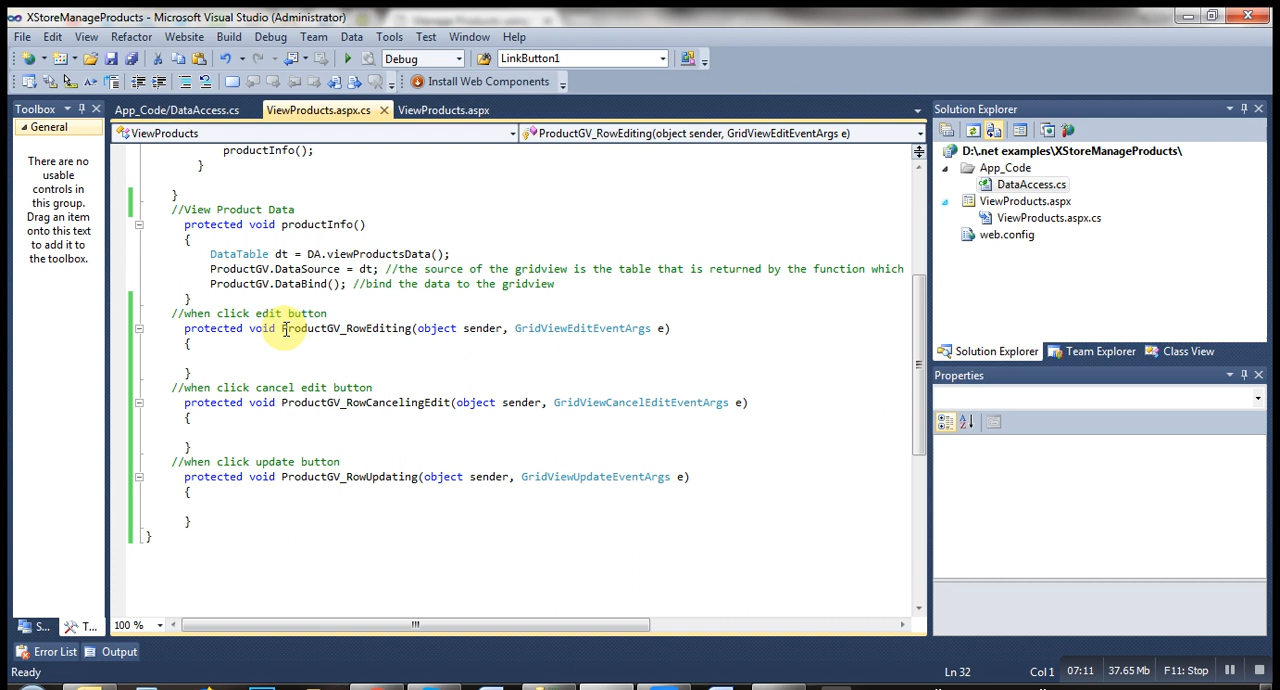 XStoreManageProducts - Microsoft Visual Studio (Administrator)
File Edit View Refactor Website Build Debug Team Data Tools Test Window Help
Debug LinkButton1
Install Web Components
Toolbox
General
There are no
usable
controls in
this group.
Drag an item
onto this text
to add it to
the toolbox.
App_Code/DataAccess.cs ViewProducts.aspx.cs ViewProducts.aspx
ViewProducts ProductGV_RowEditing(object sender, GridViewEditEventArgs e)
productInfo();
}
}
//View Product Data
protected void productInfo()
{
DataTable dt = DA.viewProductsData();
ProductGV.DataSource = dt; //the source of the gridview is the table that is returned by the function which
ProductGV.DataBind(); //bind the data to the gridview
}
//when click edit button
protected void ProductGV_RowEditing(object sender, GridViewEditEventArgs e)
{
}
//when click cancel edit button
protected void ProductGV_RowCancelingEdit(object sender, GridViewCancelEditEventArgs e)
{
}
//when click update button
protected void ProductGV_RowUpdating(object sender, GridViewUpdateEventArgs e)
{
}
}
100 %
Solution Explorer
D:\.net examples\XStoreManageProducts\
App_Code
DataAccess.cs
ViewProducts.aspx
ViewProducts.aspx.cs
web.config
Solution Explorer Team Explorer Class View
Properties
S... T...
Error List Output
Ready Ln 32 Col 1 07:11 37.65 Mb F11: Stop